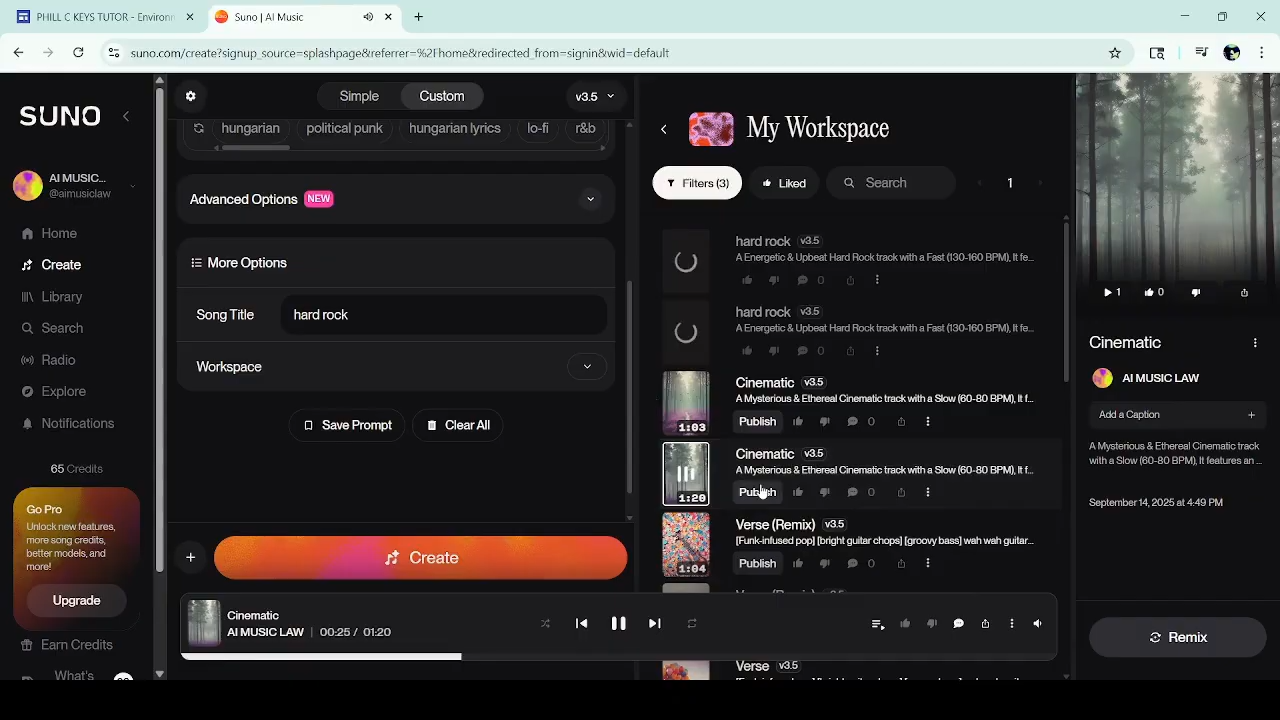 PHILL C KEYS TUTOR - Environ
Suno | AI Music
suno.com/create?signup_source=splashpage&referrer=%2Fhome&redirected_from=signin&wid=default
SUNO
AI MUSIC...
@aimusiclaw
Home
Create
Library
Search
Radio
Explore
Notifications
65 Credits
Go Pro
Unlock new features,
more song credits,
better models, and
more!
Upgrade
Earn Credits
What's
Simple
Custom
v3.5
hungarian
political punk
hungarian lyrics
lo-fi
r&b
Advanced Options
NEW
More Options
Song Title
hard rock
Workspace
Save Prompt
Clear All
Create
My Workspace
Filters (3)
Liked
Search
1
hard rock v3.5
A Energetic & Upbeat Hard Rock track with a Fast (130-160 BPM), It fe...
0
hard rock v3.5
A Energetic & Upbeat Hard Rock track with a Fast (130-160 BPM), It fe...
0
Cinematic v3.5
A Mysterious & Ethereal Cinematic track with a Slow (60-80 BPM), It f...
1:03
Publish
0
Cinematic v3.5
A Mysterious & Ethereal Cinematic track with a Slow (60-80 BPM), It f...
1:20
Publish
0
Verse (Remix) v3.5
[Funk-infused pop] [bright guitar chops] [groovy bass] wah wah guitar...
1:04
Publish
0
Cinematic
AI MUSIC LAW | 00:25 / 01:20
Verse v3.5
1
0
Cinematic
AI MUSIC LAW
Add a Caption
A Mysterious & Ethereal Cinematic track
with a Slow (60-80 BPM), It features an ...
September 14, 2025 at 4:49 PM
Remix